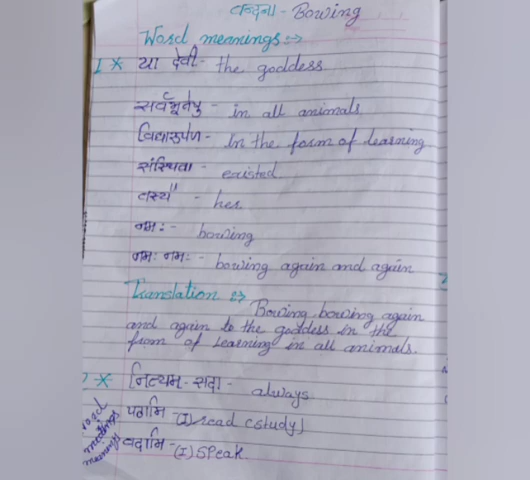 वन्दना - Bowing
Word meanings :->
1 * या देवी - the goddess
सर्वभूतेषु - in all animals
विद्यारूपेण - in the form of learning
संस्थिता - existed
तस्यै - her
नमः - bowing
नमः नमः - bowing again and again
Translation :->
Bowing, bowing again
and again to the goddess in the
from of learning in all animals.
* नित्यम् - सदा - always
पठामि - (I) read (study)
वदामि - (I) Speak
word
meanings